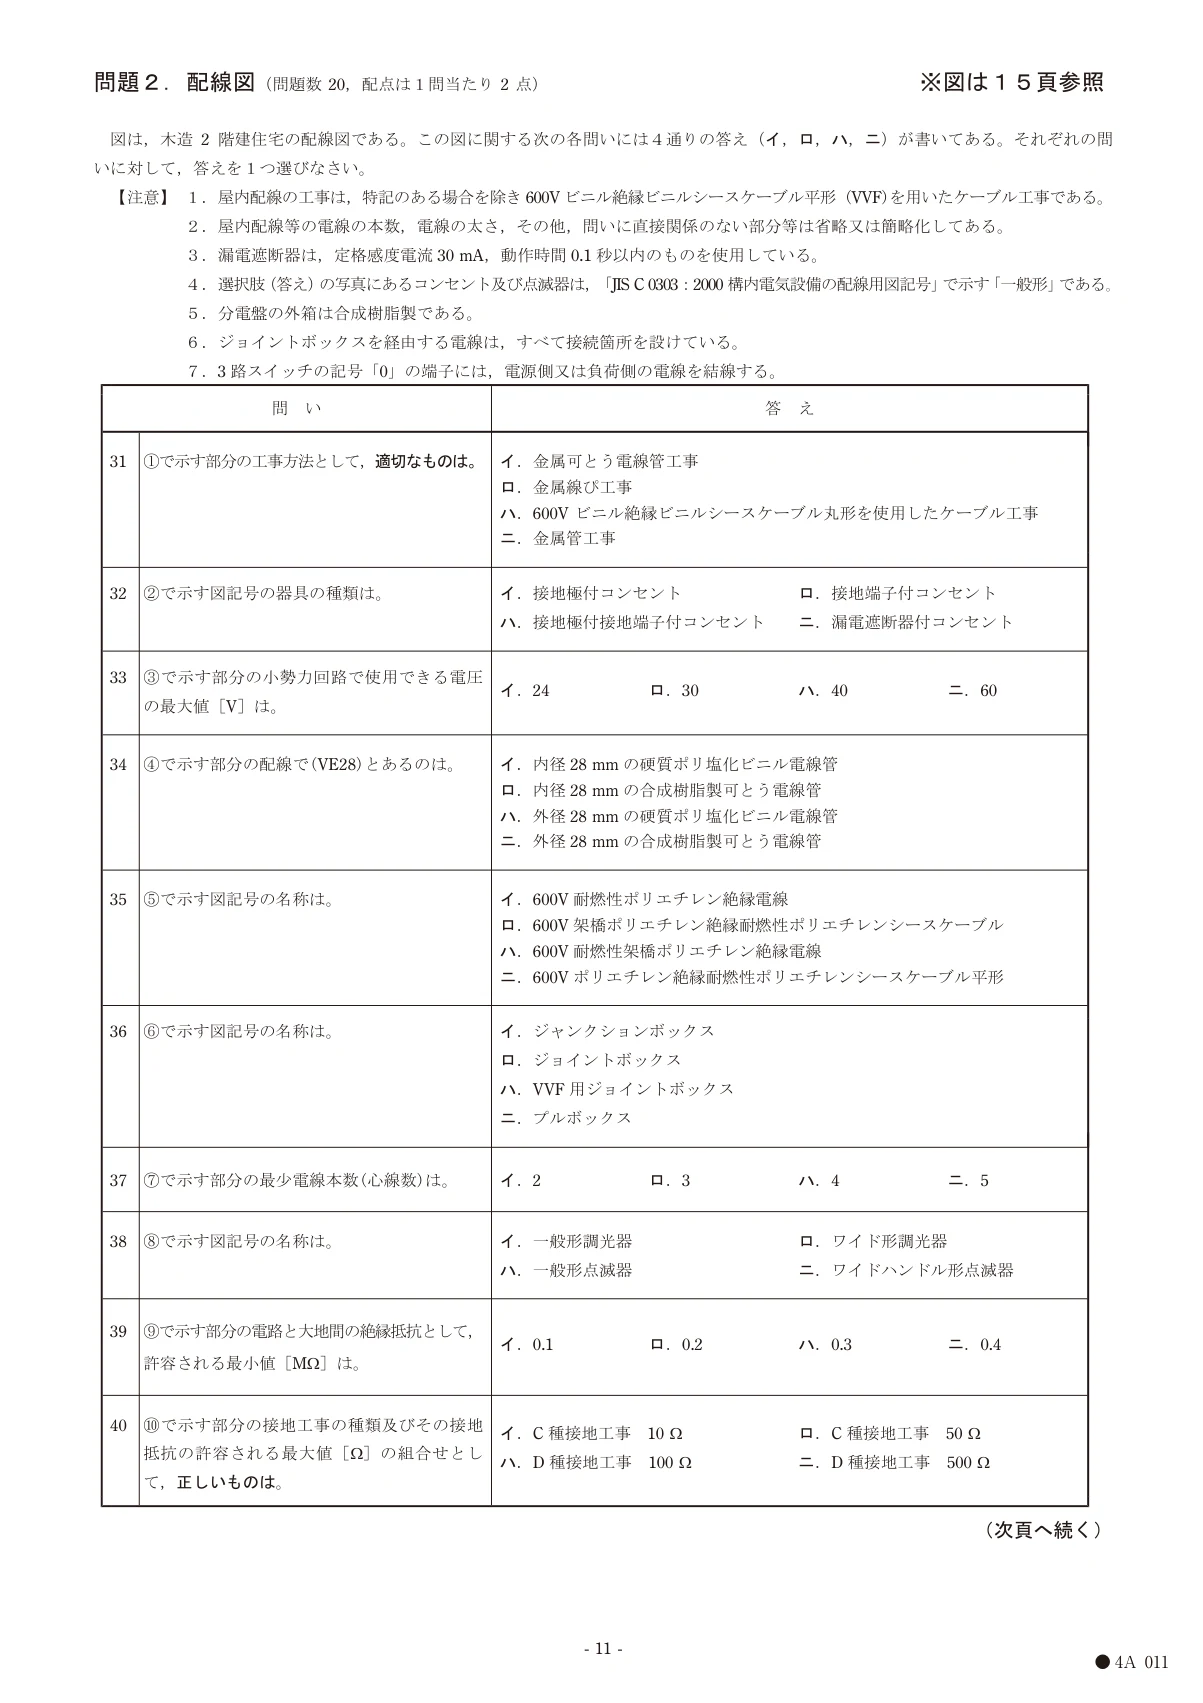 問題２．配線図（問題数 20，配点は１問当たり 2 点） ※図は１５頁参照
図は，木造 2 階建住宅の配線図である。この図に関する次の各問いには４通りの答え（イ，ロ，ハ，ニ）が書いてある。それぞれの問
いに対して，答えを１つ選びなさい。
【注意】 １．屋内配線の工事は，特記のある場合を除き 600V ビニル絶縁ビニルシースケーブル平形（VVF)を用いたケーブル工事である。
２．屋内配線等の電線の本数，電線の太さ，その他，問いに直接関係のない部分等は省略又は簡略化してある。
３．漏電遮断器は，定格感度電流 30 mA，動作時間 0.1 秒以内のものを使用している。
４．選択肢（答え）の写真にあるコンセント及び点滅器は，「JIS C 0303：2000 構内電気設備の配線用図記号」で示す「一般形」である。
５．分電盤の外箱は合成樹脂製である。
６．ジョイントボックスを経由する電線は，すべて接続箇所を設けている。
７．3 路スイッチの記号「0」の端子には，電源側又は負荷側の電線を結線する。
問 い 答 え
31 ①で示す部分の工事方法として，適切なものは。
イ．金属可とう電線管工事
ロ．金属線ぴ工事
ハ．600V ビニル絶縁ビニルシースケーブル丸形を使用したケーブル工事
ニ．金属管工事
32 ②で示す図記号の器具の種類は。
イ．接地極付コンセント ロ．接地端子付コンセント
ハ．接地極付接地端子付コンセント ニ．漏電遮断器付コンセント
33 ③で示す部分の小勢力回路で使用できる電圧
の最大値［V］は。
イ．24 ロ．30 ハ．40 ニ．60
34 ④で示す部分の配線で（VE28）とあるのは。
イ．内径 28 mm の硬質ポリ塩化ビニル電線管
ロ．内径 28 mm の合成樹脂製可とう電線管
ハ．外径 28 mm の硬質ポリ塩化ビニル電線管
ニ．外径 28 mm の合成樹脂製可とう電線管
35 ⑤で示す図記号の名称は。
イ．600V 耐燃性ポリエチレン絶縁電線
ロ．600V 架橋ポリエチレン絶縁耐燃性ポリエチレンシースケーブル
ハ．600V 耐燃性架橋ポリエチレン絶縁電線
ニ．600V ポリエチレン絶縁耐燃性ポリエチレンシースケーブル平形
36 ⑥で示す図記号の名称は。
イ．ジャンクションボックス
ロ．ジョイントボックス
ハ．VVF 用ジョイントボックス
ニ．プルボックス
37 ⑦で示す部分の最少電線本数（心線数）は。
イ．2 ロ．3 ハ．4 ニ．5
38 ⑧で示す図記号の名称は。
イ．一般形調光器 ロ．ワイド形調光器
ハ．一般形点滅器 ニ．ワイドハンドル形点滅器
39 ⑨で示す部分の電路と大地間の絶縁抵抗として，
許容される最小値［MΩ］は。
イ．0.1 ロ．0.2 ハ．0.3 ニ．0.4
40 ⑩で示す部分の接地工事の種類及びその接地
抵抗の許容される最大値［Ω］の組合せとし
て，正しいものは。
イ．C 種接地工事 10 Ω ロ．C 種接地工事 50 Ω
ハ．D 種接地工事 100 Ω ニ．D 種接地工事 500 Ω
（次頁へ続く）
- 11 -
●4A 011